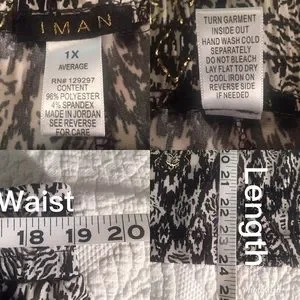 IMAN
1X
AVERAGE
RN# 129297
CONTENT
96% POLYESTER
4% SPANDEX
MADE IN JORDAN
SEE REVERSE
FOR CARE
TURN GARMENT
INSIDE OUT
HAND WASH COLD
SEPARATELY
DO NOT BLEACH
LAY FLAT TO DRY
COOL IRON ON
REVERSE SIDE
IF NEEDED
Waist
18 19 20
Length
20 21 22 23 24